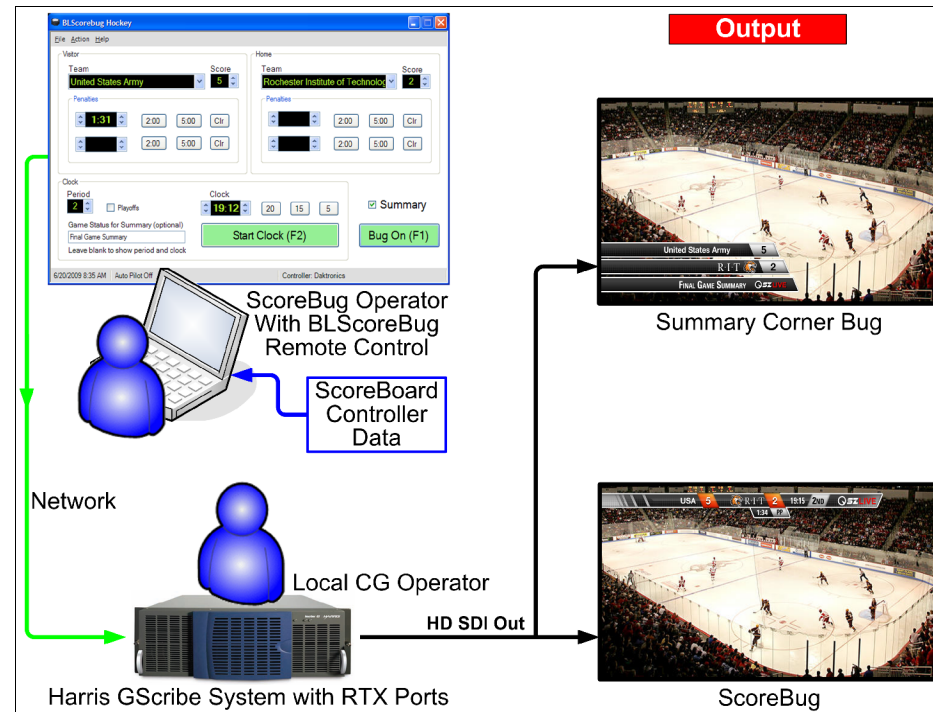 BLScorebug Hockey
File Action Help
Visitor
Team
Score
United States Army
5
Penalties
1:31
2:00
5:00
Clr
2:00
5:00
Clr
Home
Team
Score
Rochester Institute of Technolog
2
Penalties
2:00
5:00
Clr
2:00
5:00
Clr
Clock
Period
2
Playoffs
Clock
19:12
20
15
5
Game Status for Summary (optional)
Final Game Summary
Leave blank to show period and clock
Start Clock (F2)
Summary
Bug On (F1)
6/20/2009 8:35 AM
Auto Pilot Off
Controller: Daktronics
ScoreBug Operator
With BLScoreBug
Remote Control
ScoreBoard
Controller
Data
Network
Local CG Operator
HD SDI Out
Harris GScribe System with RTX Ports
Output
United States Army 5
R·I·T 2
FINAL GAME SUMMARY
LIVE
Summary Corner Bug
USA 5 R·I·T 2 19:15 2ND LIVE
1:34 PP
ScoreBug